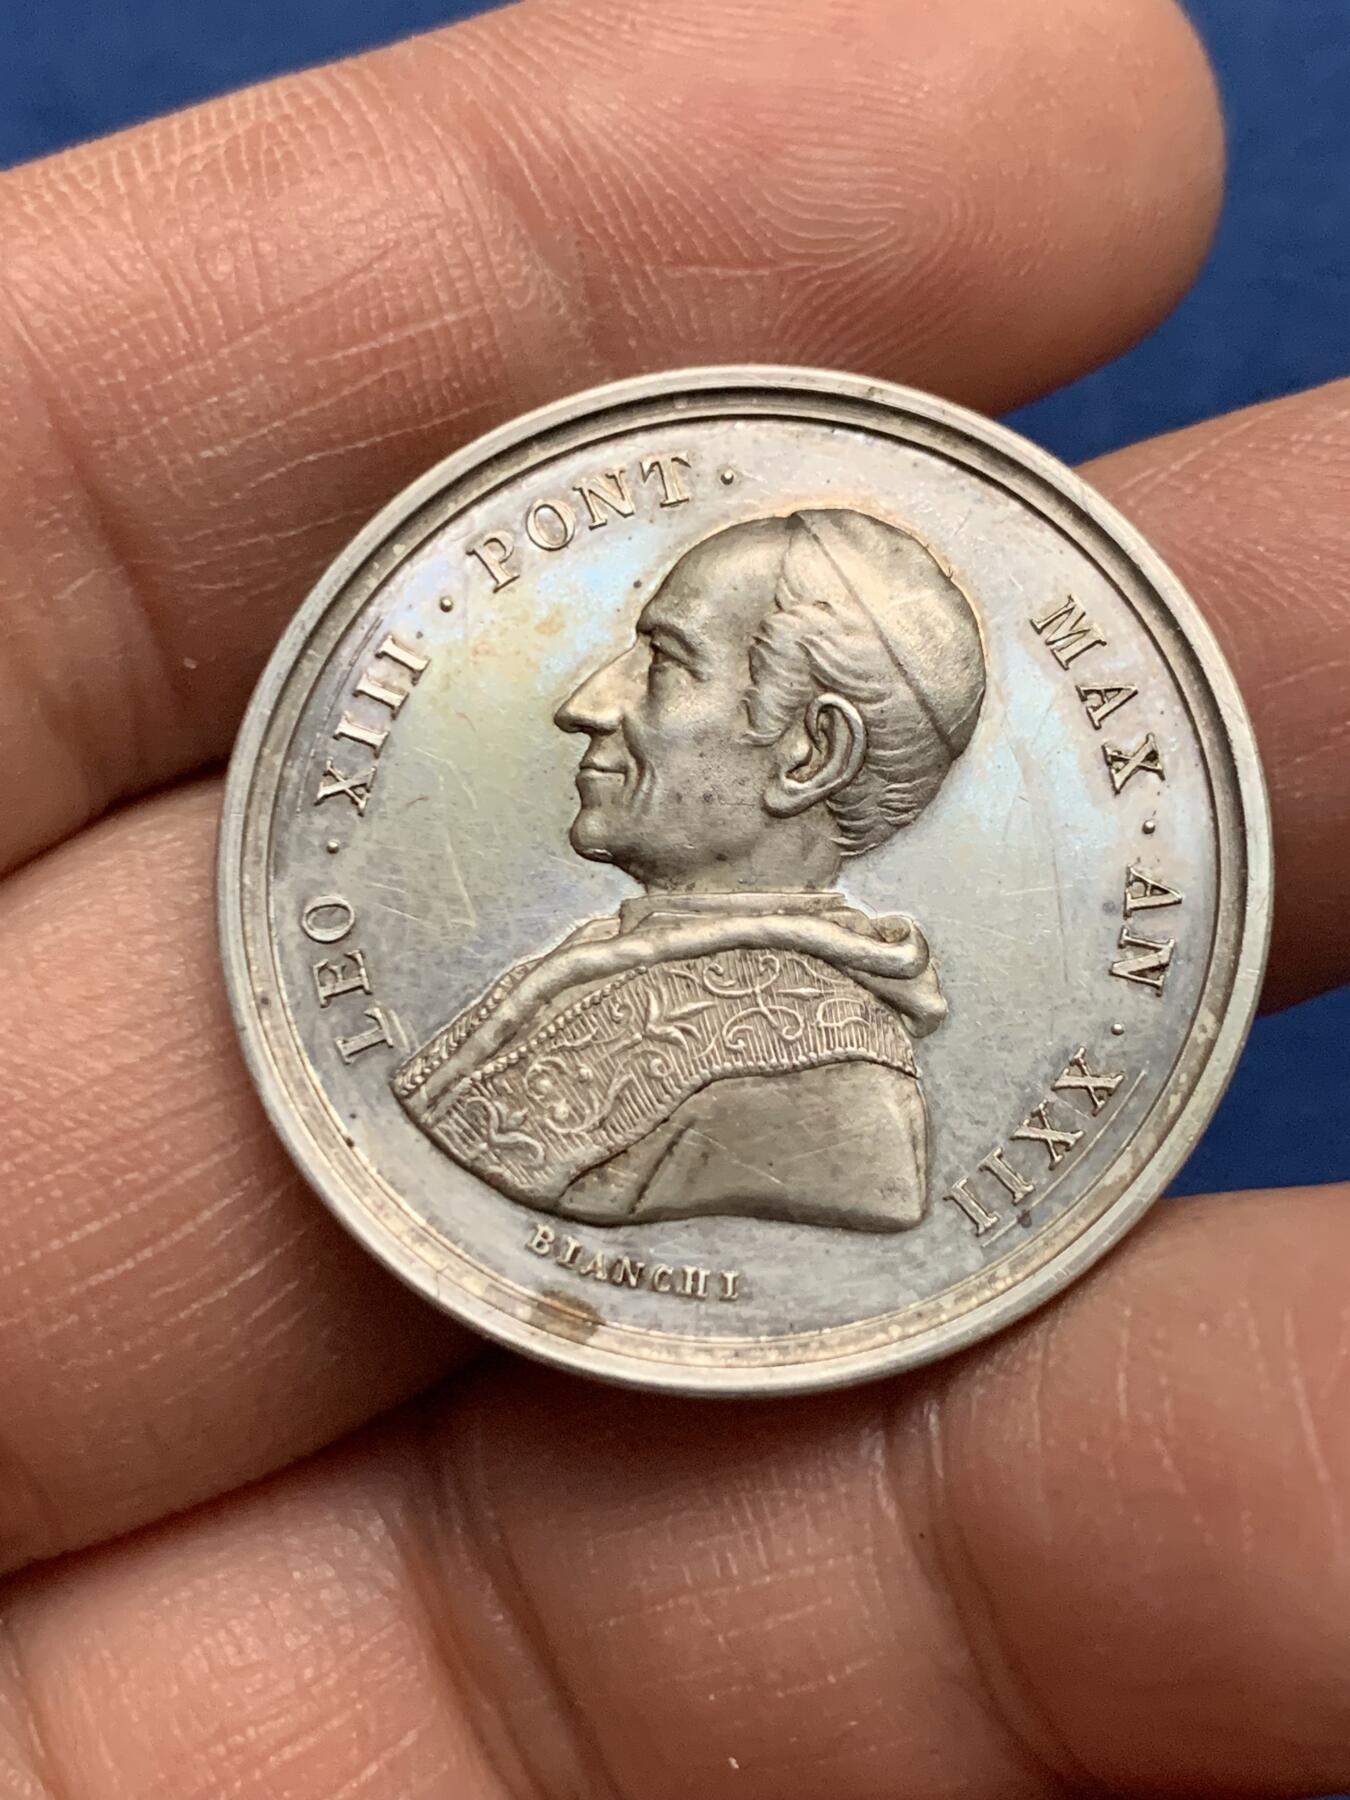 LEO · XIII · PONT · MAX · AN · XXII
BIANCHI